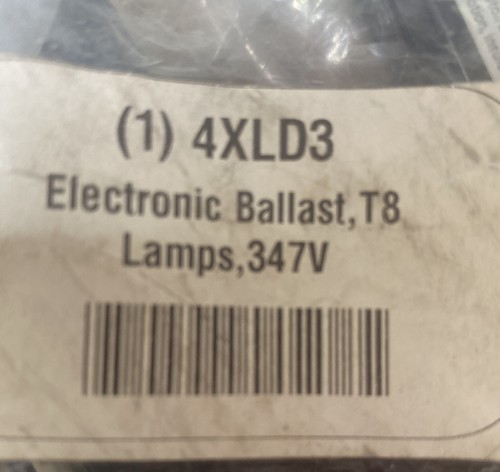 (1) 4XLD3
Electronic Ballast,T8
Lamps,347V